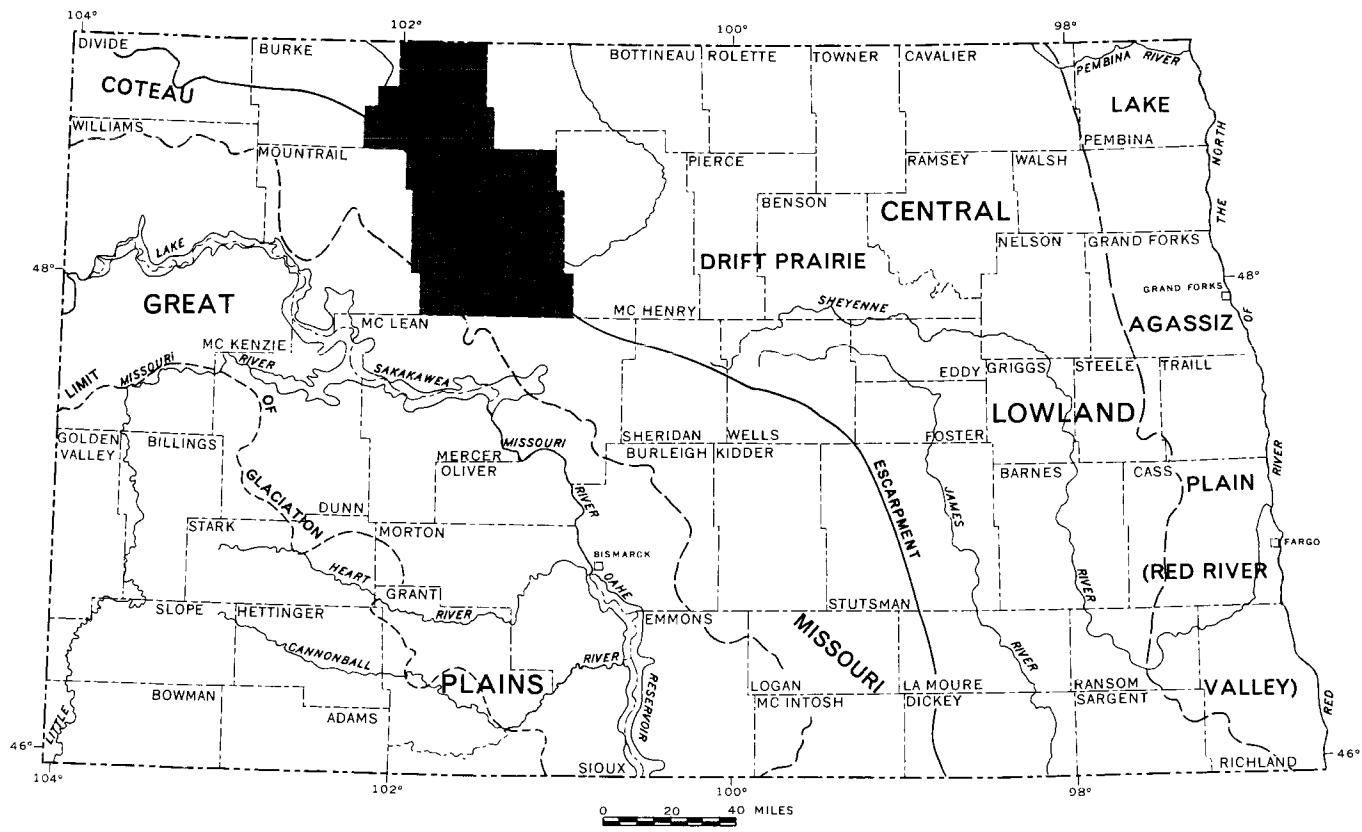 104°
102°
100°
98°
DIVIDE
BURKE
BOTTINEAU
ROLETTE
TOWNER
CAVALIER
PEMBINA RIVER
COTEAU
LAKE
WILLIAMS
MOUNTRAIL
PIERCE
RAMSEY
WALSH
PEMBINA
RED RIVER OF THE NORTH
BENSON
CENTRAL
NELSON
GRAND FORKS
LAKE SAKAKAWEA
DRIFT PRAIRIE
48°
48°
GREAT
GRAND FORKS
SHEYENNE RIVER
MC LEAN
MC HENRY
AGASSIZ
MC KENZIE
LITTLE MISSOURI RIVER
EDDY
GRIGGS
STEELE
TRAILL
LIMIT OF GLACIATION
LOWLAND
GOLDEN VALLEY
BILLINGS
MISSOURI RIVER
SHERIDAN
WELLS
FOSTER
MERCER
OLIVER
BURLEIGH
KIDDER
ESCARPMENT
BARNES
CASS
PLAIN
DUNN
JAMES RIVER
STARK
MORTON
BISMARCK
FARGO
HEART RIVER
GRANT
OAHE RESERVOIR
(RED RIVER
SLOPE
HETTINGER
EMMONS
STUTSMAN
CANNONBALL RIVER
MISSOURI
PLAINS
BOWMAN
ADAMS
LOGAN
MC INTOSH
LA MOURE
DICKEY
RANSOM
SARGENT
VALLEY)
46°
46°
SIOUX
RICHLAND
104°
102°
100°
98°
0 20 40 MILES